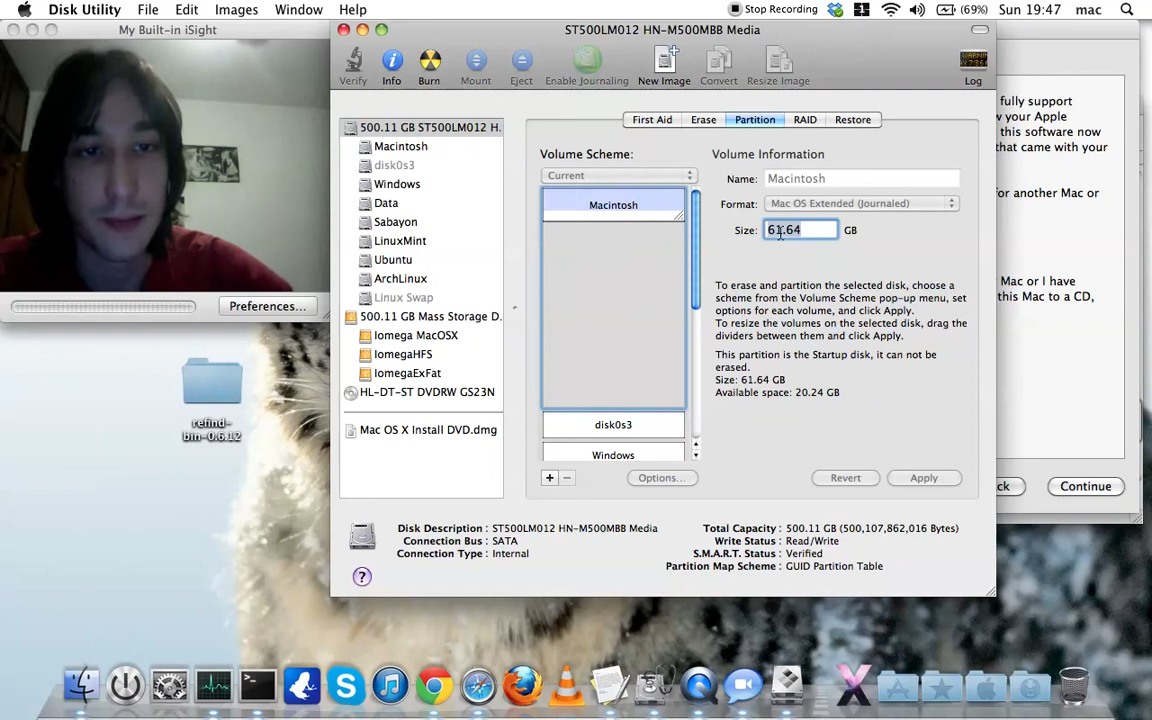 Disk Utility File Edit Images Window Help
Stop Recording
(69%) Sun 19:47 mac
My Built-in iSight
Preferences...
ST500LM012 HN-M500MBB Media
Verify Info Burn Mount Eject Enable Journaling New Image Convert Resize Image Log
500.11 GB ST500LM012 H.
Macintosh
disk0s3
Windows
Data
Sabayon
LinuxMint
Ubuntu
ArchLinux
Linux Swap
500.11 GB Mass Storage D.
Iomega MacOSX
IomegaHFS
IomegaExFat
HL-DT-ST DVDRW GS23N
Mac OS X Install DVD.dmg
First Aid Erase Partition RAID Restore
Volume Scheme:
Current
Macintosh
disk0s3
Windows
+ −
Options...
Volume Information
Name: Macintosh
Format: Mac OS Extended (Journaled)
Size: 61.64 GB
To erase and partition the selected disk, choose a
scheme from the Volume Scheme pop-up menu, set
options for each volume, and click Apply.
To resize the volumes on the selected disk, drag the
dividers between them and click Apply.
This partition is the Startup disk, it can not be
erased.
Size: 61.64 GB
Available space: 20.24 GB
Revert Apply
Disk Description : ST500LM012 HN-M500MBB Media
Connection Bus : SATA
Connection Type : Internal
Total Capacity : 500.11 GB (500,107,862,016 Bytes)
Write Status : Read/Write
S.M.A.R.T. Status : Verified
Partition Map Scheme : GUID Partition Table
?
fully support
your Apple
this software now
that came with your
for another Mac or
Mac or I have
this Mac to a CD,
Continue
refind-
bin-0.6.12